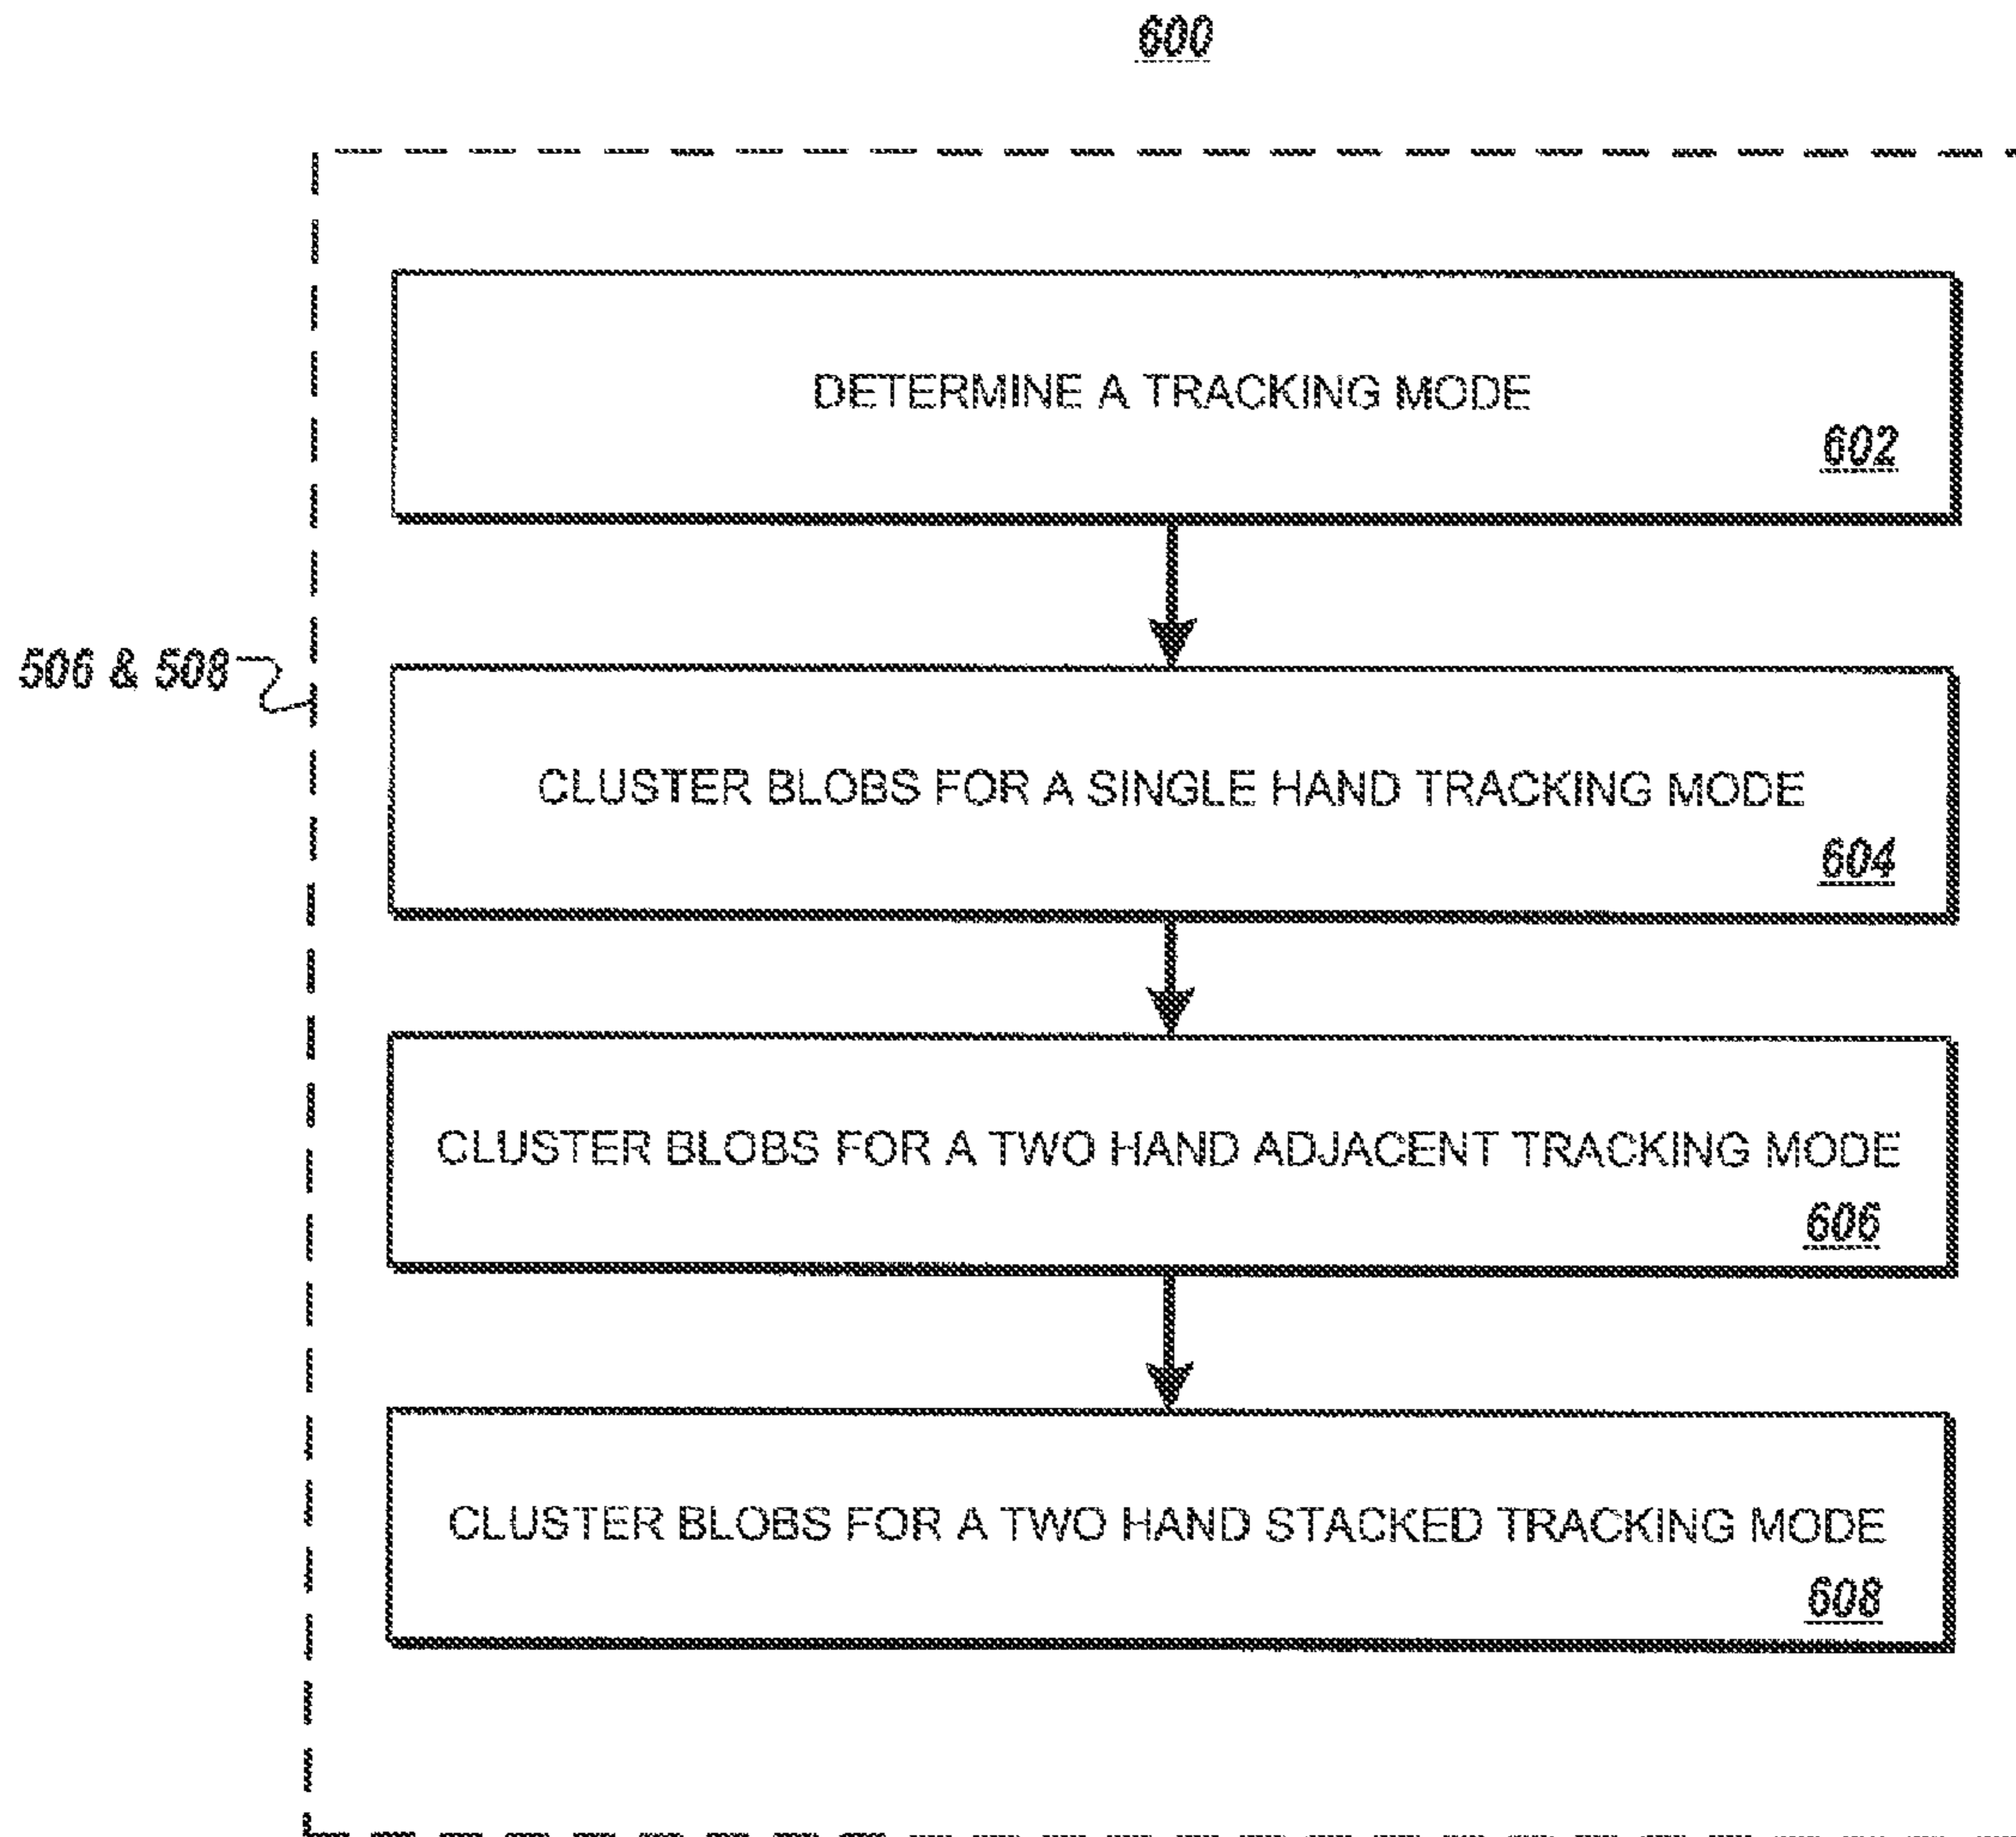 600
DETERMINE A TRACKING MODE
602
506 & 508
CLUSTER BLOBS FOR A SINGLE HAND TRACKING MODE
604
CLUSTER BLOBS FOR A TWO HAND ADJACENT TRACKING MODE
606
CLUSTER BLOBS FOR A TWO HAND STACKED TRACKING MODE
608